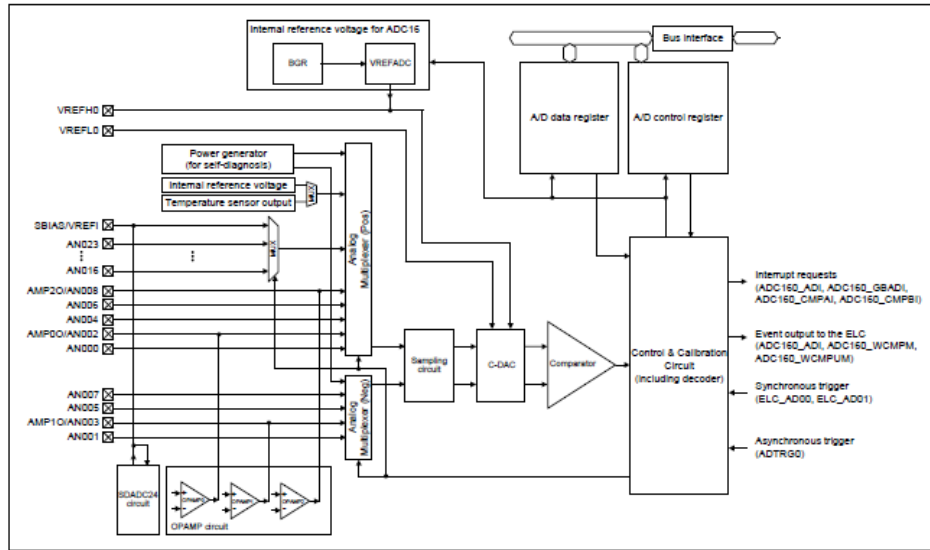 Internal reference voltage for ADC16
BGR
VREFADC
Bus interface
A/D data register
A/D control register
VREFH0
VREFL0
Power generator
(for self-diagnosis)
Internal reference voltage
Temperature sensor output
MUX
Analog
Multiplexer (Pos)
SBIAS/VREFI
AN023
MUX
AN016
AMP2O/AN008
AN006
AN004
AMP0O/AN002
AN000
Sampling
circuit
C-DAC
Comparator
Control & Calibration
Circuit
(including decoder)
Interrupt requests
(ADC160_ADI, ADC160_GBADI,
ADC160_CMPAI, ADC160_CMPBI)
Event output to the ELC
(ADC160_ADI, ADC160_WCMPM,
ADC160_WCMPUM)
Synchronous trigger
(ELC_AD00, ELC_AD01)
Asynchronous trigger
(ADTRG0)
Analog
Multiplexer (Neg)
AN007
AN005
AMP1O/AN003
AN001
SDADC24
circuit
OPAMP0
OPAMP1
OPAMP2
OPAMP circuit